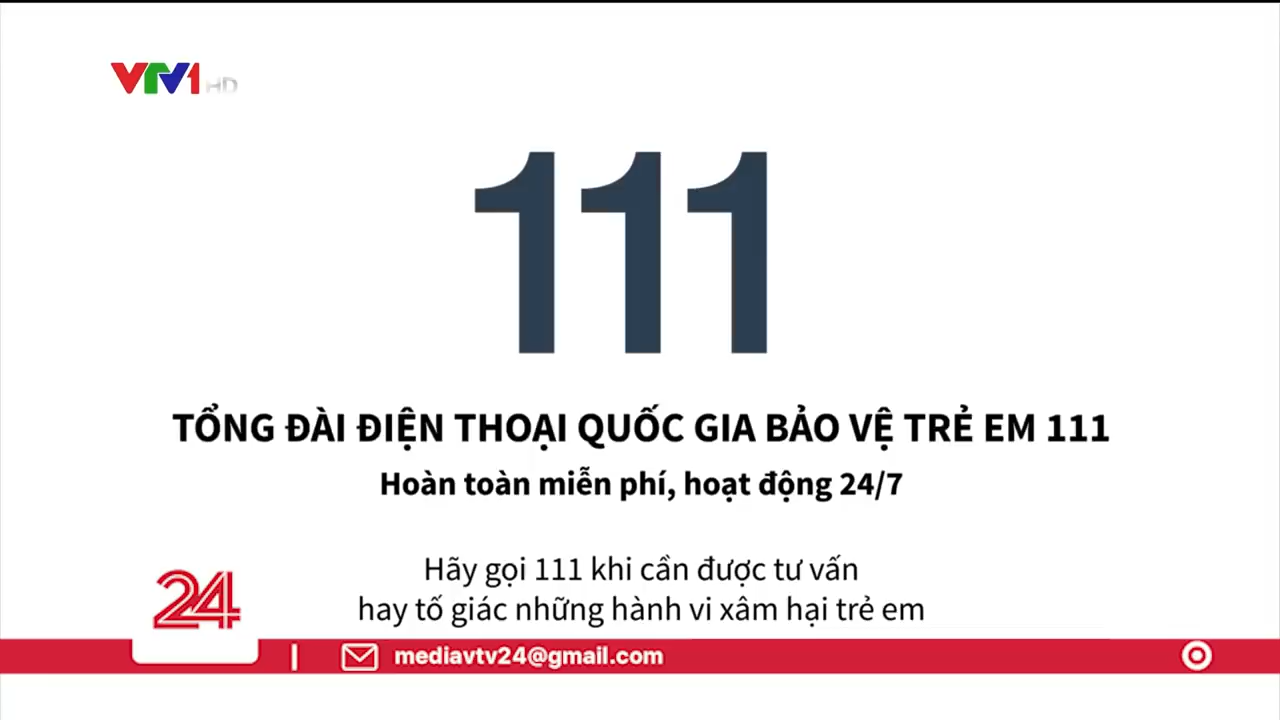 VTV1 HD
111
TỔNG ĐÀI ĐIỆN THOẠI QUỐC GIA BẢO VỆ TRẺ EM 111
Hoàn toàn miễn phí, hoạt động 24/7
Hãy gọi 111 khi cần được tư vấn
hay tố giác những hành vi xâm hại trẻ em
24
mediavtv24@gmail.com